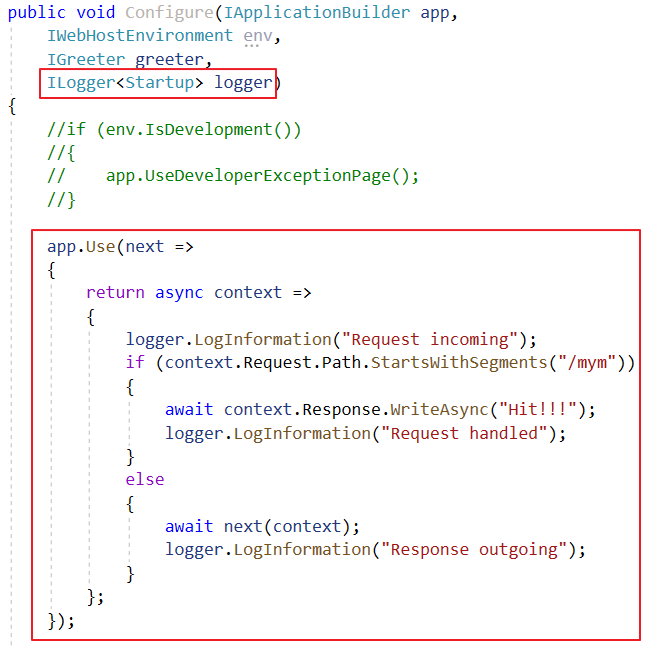 public void Configure(IApplicationBuilder app,
    IWebHostEnvironment env,
    IGreeter greeter,
    ILogger<Startup> logger)
{
    //if (env.IsDevelopment())
    //{
    //    app.UseDeveloperExceptionPage();
    //}

    app.Use(next =>
    {
        return async context =>
        {
            logger.LogInformation("Request incoming");
            if (context.Request.Path.StartsWithSegments("/mym"))
            {
                await context.Response.WriteAsync("Hit!!!");
                logger.LogInformation("Request handled");
            }
            else
            {
                await next(context);
                logger.LogInformation("Response outgoing");
            }
        };
    });